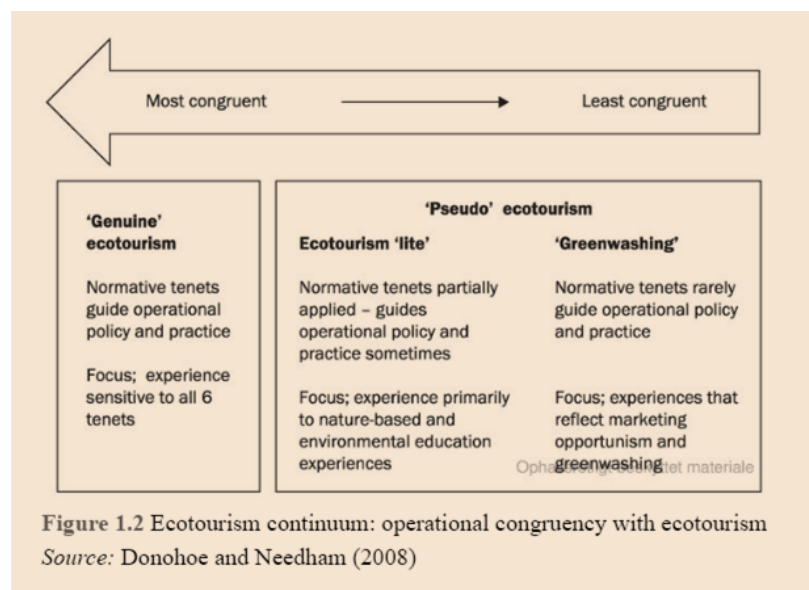 Most congruent
Least congruent
'Genuine'
ecotourism
Normative tenets
guide operational
policy and practice
Focus; experience
sensitive to all 6
tenets
'Pseudo' ecotourism
Ecotourism 'lite'
Normative tenets partially
applied – guides
operational policy and
practice sometimes
Focus; experience primarily
to nature-based and
environmental education
experiences
'Greenwashing'
Normative tenets rarely
guide operational policy
and practice
Focus; experiences that
reflect marketing
opportunism and
greenwashing
materiale
Figure 1.2 Ecotourism continuum: operational congruency with ecotourism
Source: Donohoe and Needham (2008)